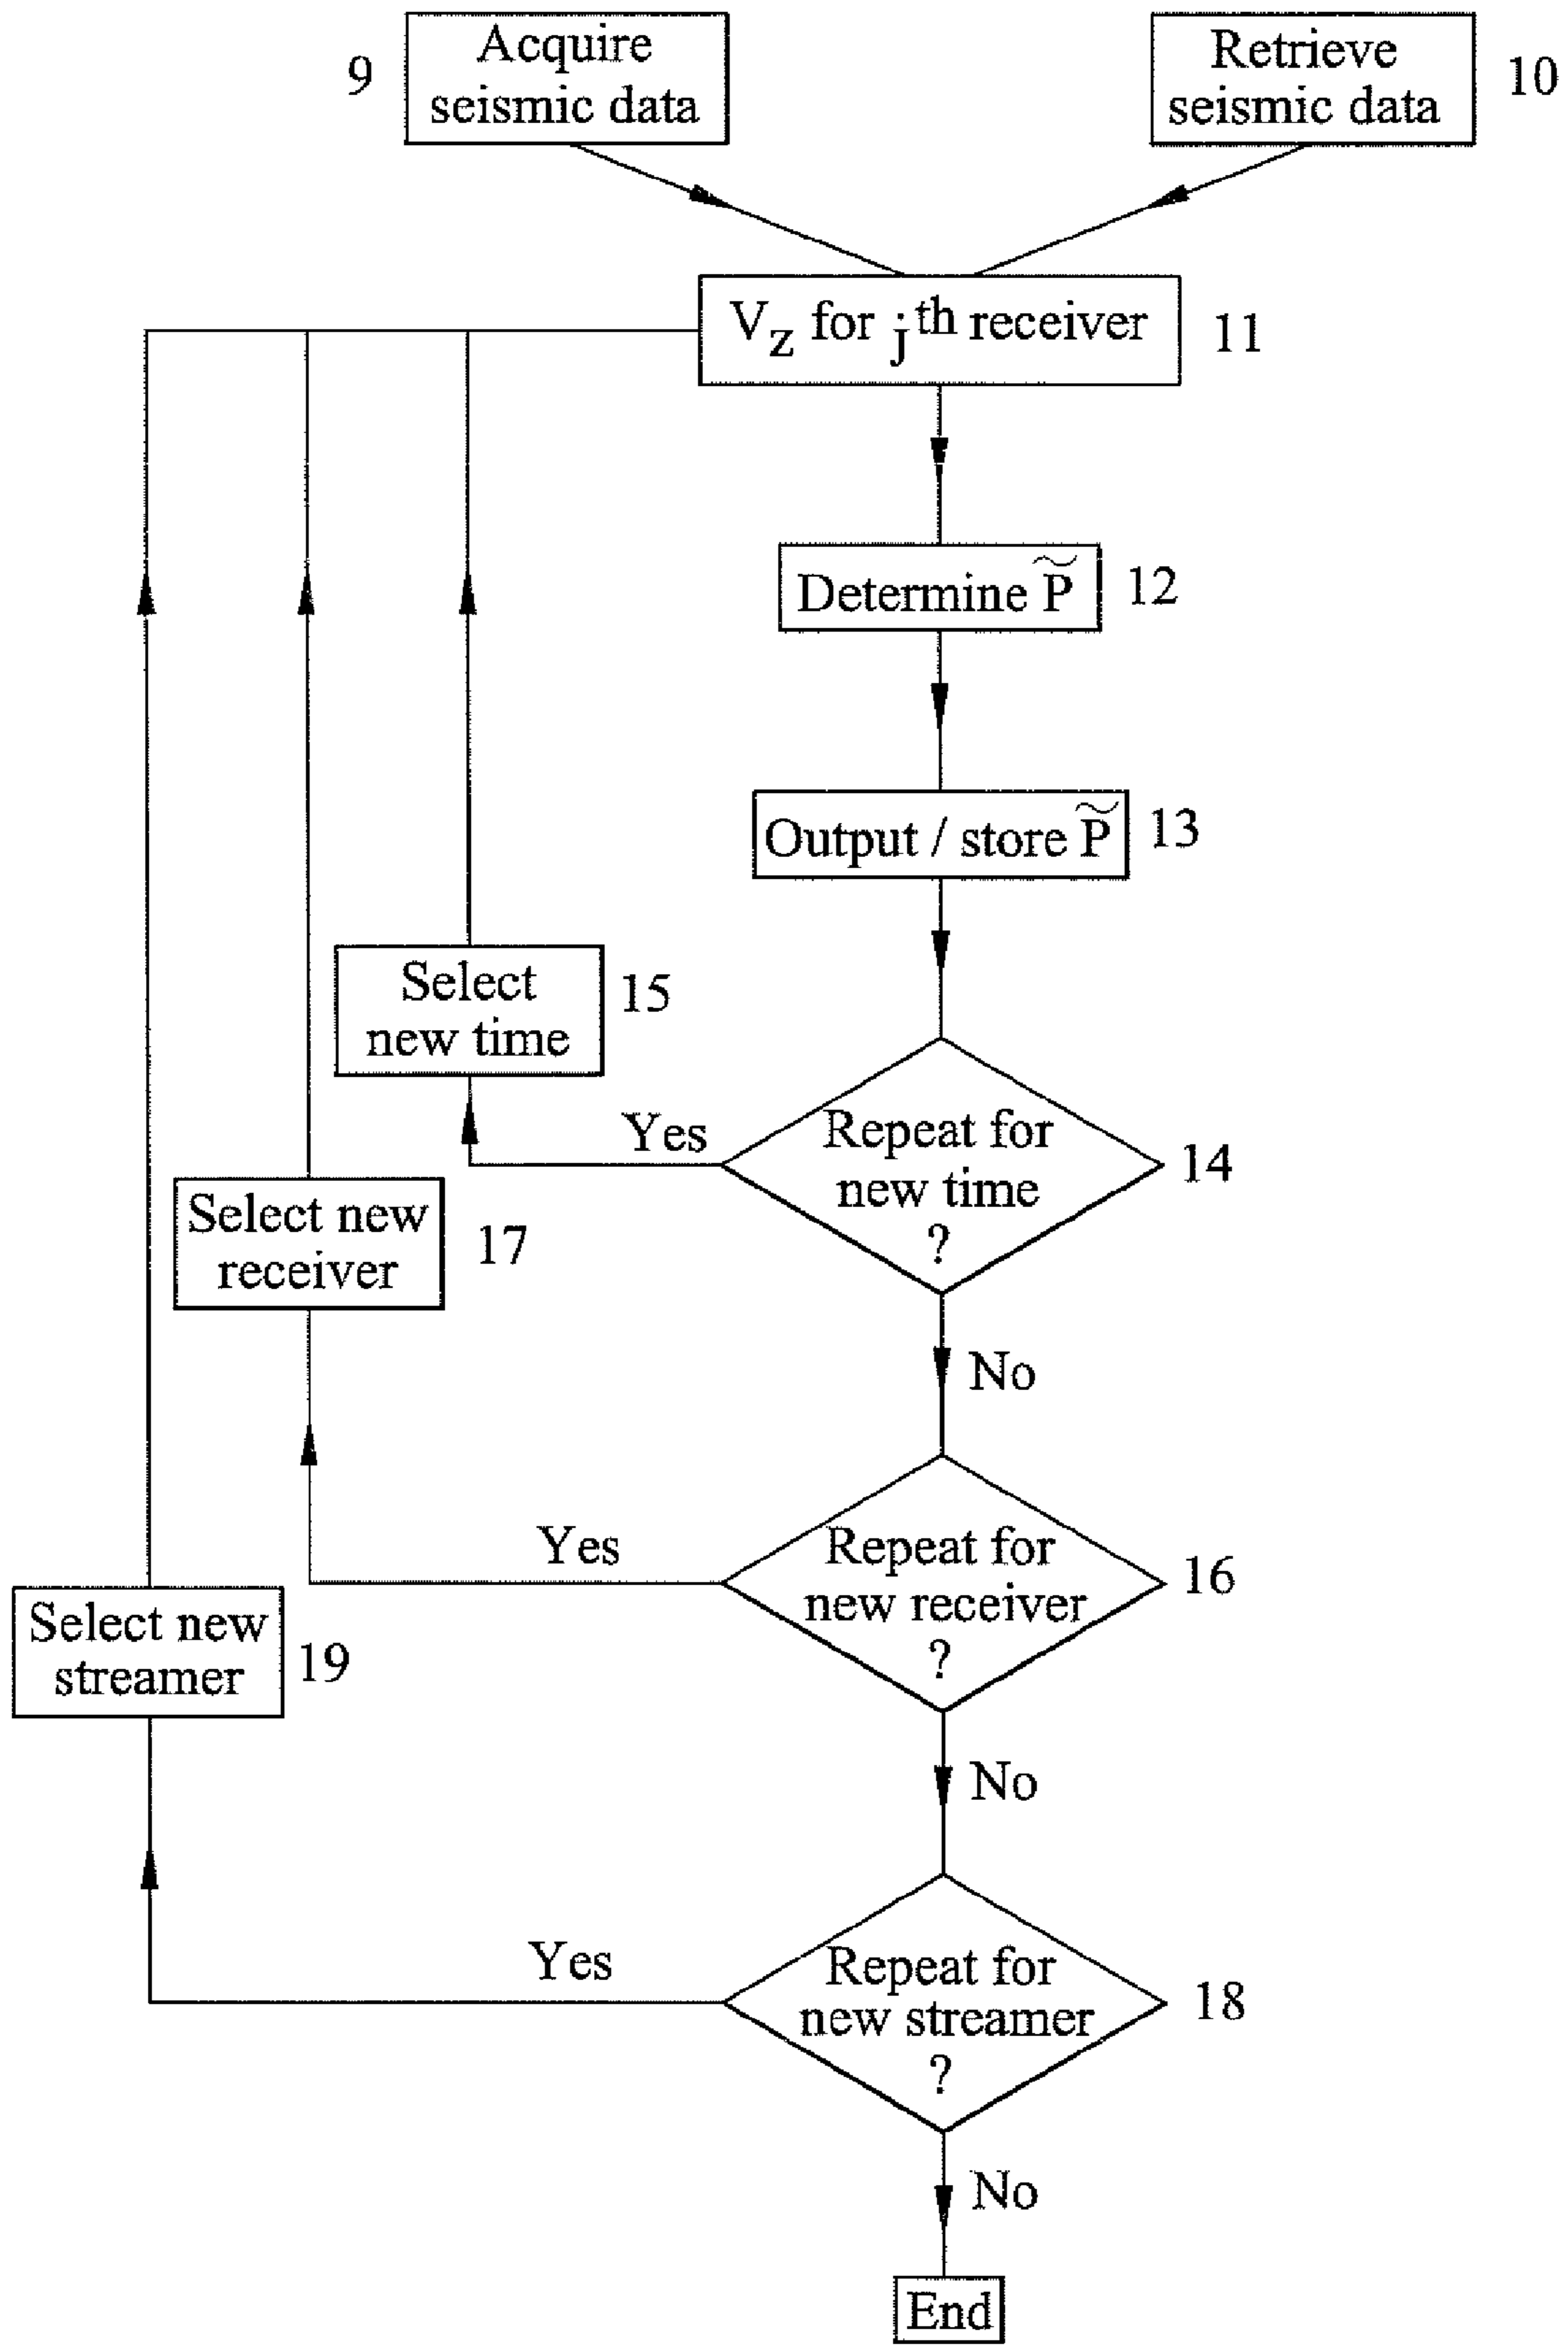 9
Acquire
seismic data
Retrieve
seismic data
10
V_z for j^th receiver
11
Determine P̃
12
Output / store P̃
13
Select
new time
15
Yes
Repeat for
new time
?
14
Select new
receiver
17
No
Yes
Repeat for
new receiver
?
16
Select new
streamer
19
No
Yes
Repeat for
new streamer
?
18
No
End